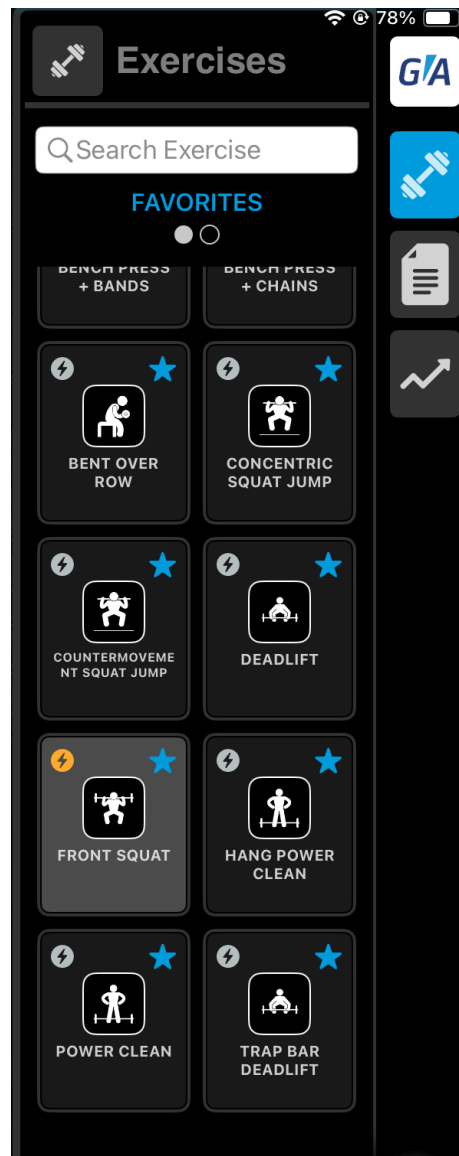 78%
Exercises
G/A
Search Exercise
FAVORITES
BENCH PRESS
+ BANDS
BENCH PRESS
+ CHAINS
BENT OVER
ROW
CONCENTRIC
SQUAT JUMP
COUNTERMOVEME
NT SQUAT JUMP
DEADLIFT
FRONT SQUAT
HANG POWER
CLEAN
POWER CLEAN
TRAP BAR
DEADLIFT